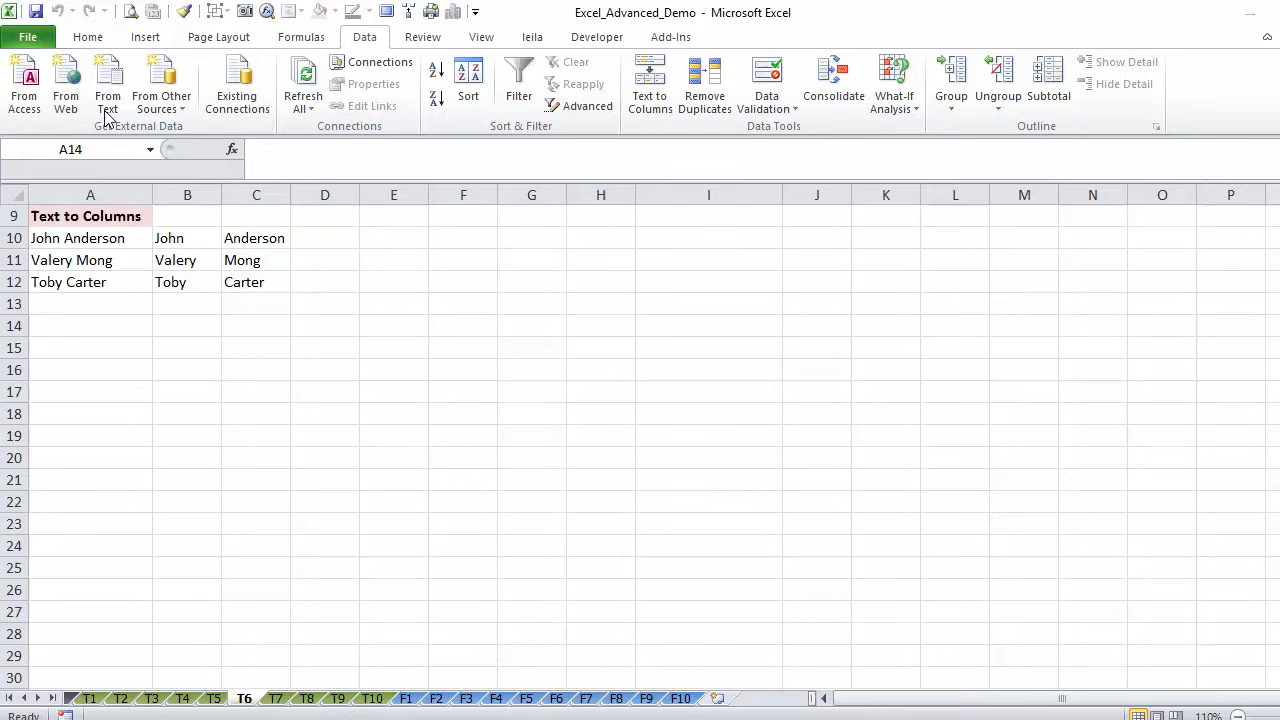 Excel_Advanced_Demo - Microsoft Excel
File Home Insert Page Layout Formulas Data Review View leila Developer Add-Ins
From Access
From Web
From Text
From Other Sources
Existing Connections
Refresh All
Connections
Properties
Edit Links
Sort
Filter
Clear
Reapply
Advanced
Text to Columns
Remove Duplicates
Data Validation
Consolidate
What-If Analysis
Group
Ungroup
Subtotal
Show Detail
Hide Detail
Get External Data Connections Sort & Filter Data Tools Outline
A14 fx
A B C D E F G H I J K L M N O P
9 Text to Columns
10 John Anderson John Anderson
11 Valery Mong Valery Mong
12 Toby Carter Toby Carter
13
14
15
16
17
18
19
20
21
22
23
24
25
26
27
28
29
30
T1 T2 T3 T4 T5 T6 T7 T8 T9 T10 F1 F2 F3 F4 F5 F6 F7 F8 F9 F10
Ready 110%